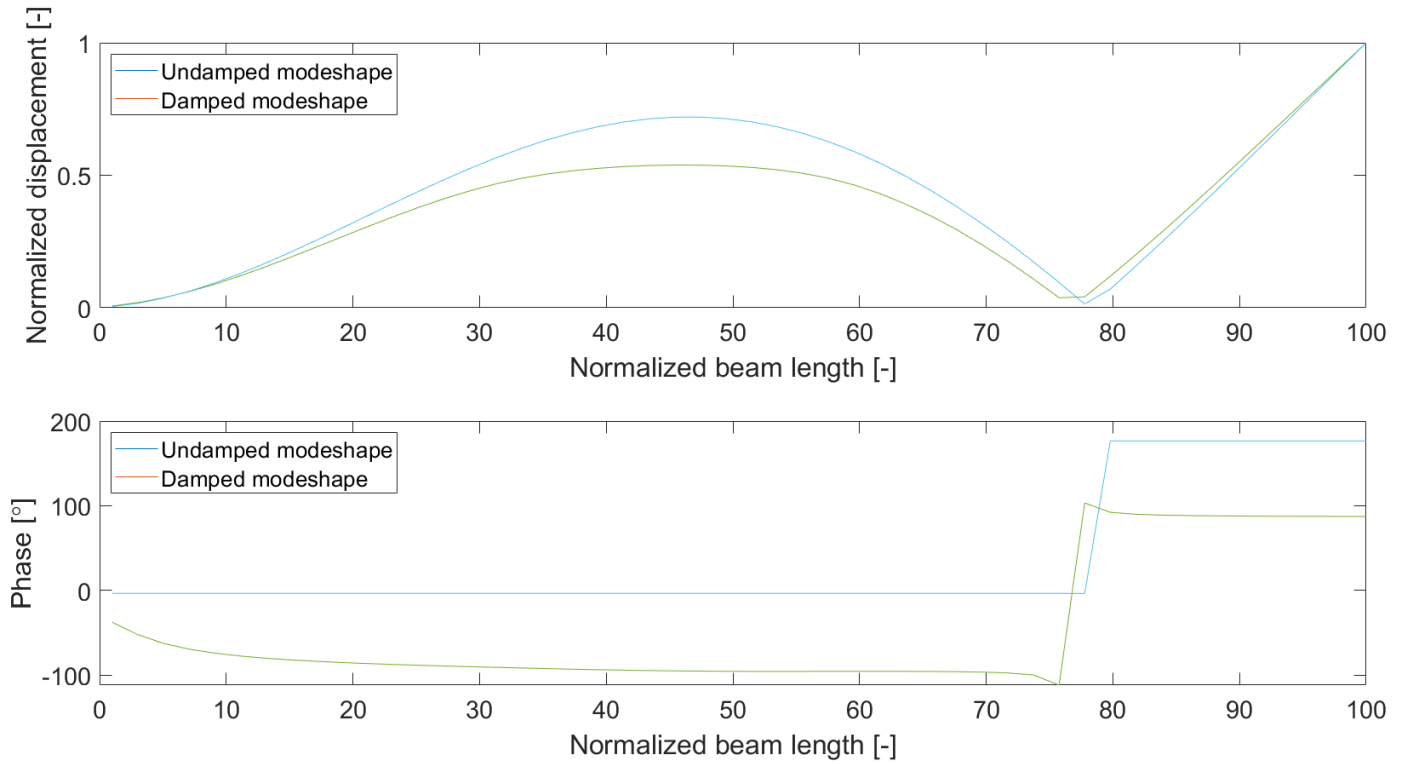 Normalized displacement [-]
1
0.5
0
Undamped modeshape
Damped modeshape
0 10 20 30 40 50 60 70 80 90 100
Normalized beam length [-]
Phase [°]
200
100
0
-100
Undamped modeshape
Damped modeshape
0 10 20 30 40 50 60 70 80 90 100
Normalized beam length [-]